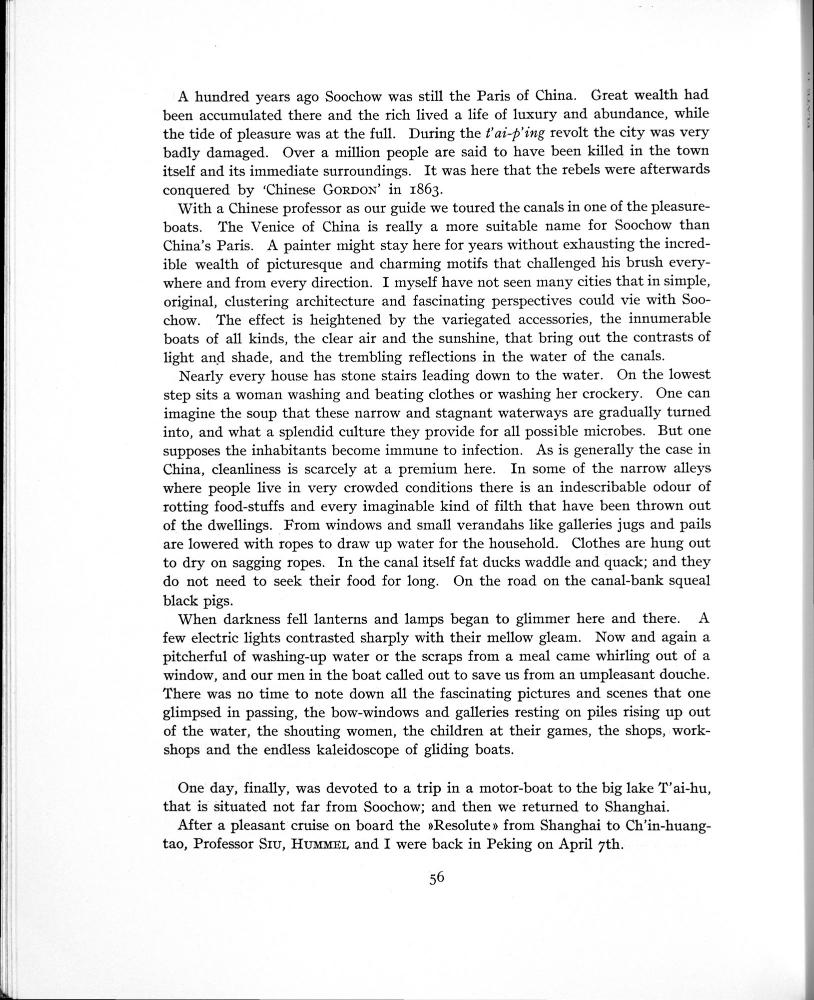 A hundred years ago Soochow was still the Paris of China. Great wealth had
been accumulated there and the rich lived a life of luxury and abundance, while
the tide of pleasure was at the full. During the t'ai-p'ing revolt the city was very
badly damaged. Over a million people are said to have been killed in the town
itself and its immediate surroundings. It was here that the rebels were afterwards
conquered by 'Chinese GORDON' in 1863.
With a Chinese professor as our guide we toured the canals in one of the pleasure-
boats. The Venice of China is really a more suitable name for Soochow than
China's Paris. A painter might stay here for years without exhausting the incred-
ible wealth of picturesque and charming motifs that challenged his brush every-
where and from every direction. I myself have not seen many cities that in simple,
original, clustering architecture and fascinating perspectives could vie with Soo-
chow. The effect is heightened by the variegated accessories, the innumerable
boats of all kinds, the clear air and the sunshine, that bring out the contrasts of
light and shade, and the trembling reflections in the water of the canals.
Nearly every house has stone stairs leading down to the water. On the lowest
step sits a woman washing and beating clothes or washing her crockery. One can
imagine the soup that these narrow and stagnant waterways are gradually turned
into, and what a splendid culture they provide for all possible microbes. But one
supposes the inhabitants become immune to infection. As is generally the case in
China, cleanliness is scarcely at a premium here. In some of the narrow alleys
where people live in very crowded conditions there is an indescribable odour of
rotting food-stuffs and every imaginable kind of filth that have been thrown out
of the dwellings. From windows and small verandahs like galleries jugs and pails
are lowered with ropes to draw up water for the household. Clothes are hung out
to dry on sagging ropes. In the canal itself fat ducks waddle and quack; and they
do not need to seek their food for long. On the road on the canal-bank squeal
black pigs.
When darkness fell lanterns and lamps began to glimmer here and there. A
few electric lights contrasted sharply with their mellow gleam. Now and again a
pitcherful of washing-up water or the scraps from a meal came whirling out of a
window, and our men in the boat called out to save us from an umpleasant douche.
There was no time to note down all the fascinating pictures and scenes that one
glimpsed in passing, the bow-windows and galleries resting on piles rising up out
of the water, the shouting women, the children at their games, the shops, work-
shops and the endless kaleidoscope of gliding boats.
One day, finally, was devoted to a trip in a motor-boat to the big lake T'ai-hu,
that is situated not far from Soochow; and then we returned to Shanghai.
After a pleasant cruise on board the »Resolute» from Shanghai to Ch'in-huang-
tao, Professor SIU, HUMMEL and I were back in Peking on April 7th.
56